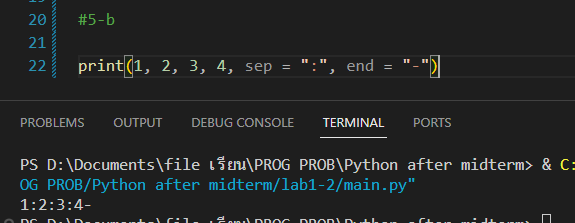 20 #5-b
21
22 print(1, 2, 3, 4, sep = ":", end = "-")
PROBLEMS OUTPUT DEBUG CONSOLE TERMINAL PORTS
PS D:\Documents\file เรียน\PROG PROB\Python after midterm> & C:
OG PROB/Python after midterm/lab1-2/main.py"
1:2:3:4-
PS D:\Documents\file เรียน\PROG PROB\Python after midterm>